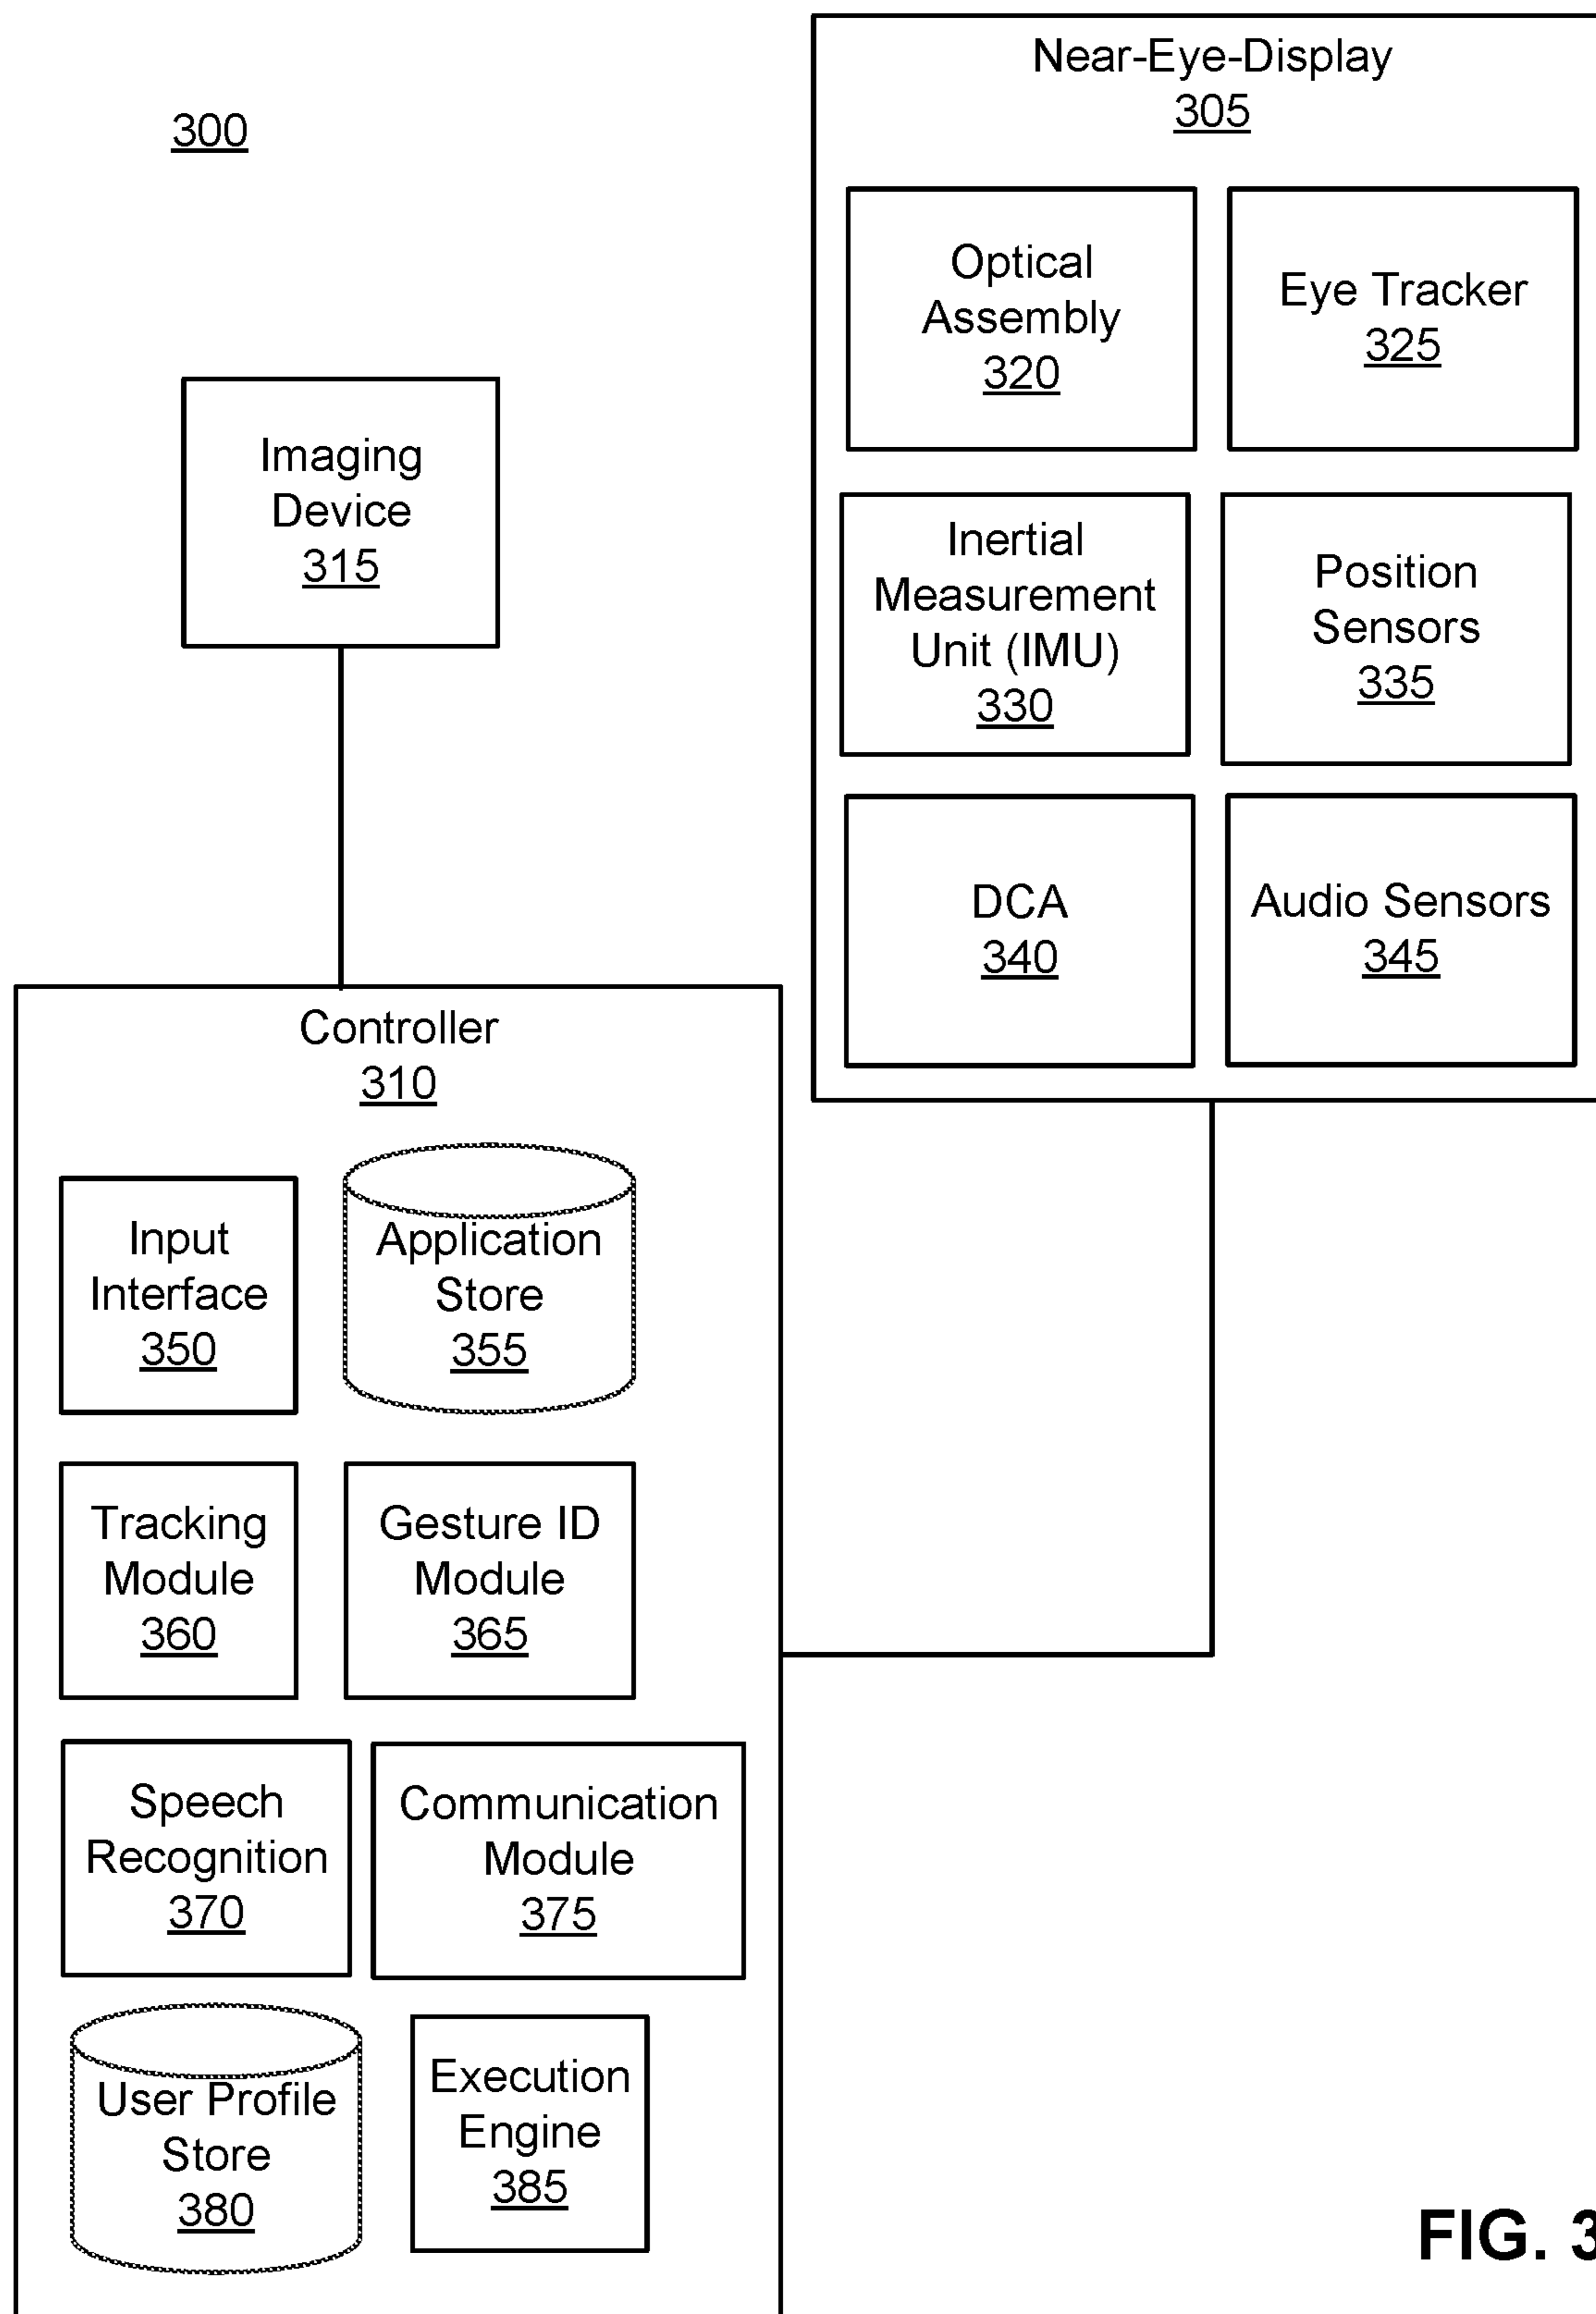 300
Near-Eye-Display
305
Optical
Assembly
320
Eye Tracker
325
Imaging
Device
315
Inertial
Measurement
Unit (IMU)
330
Position
Sensors
335
DCA
340
Audio Sensors
345
Controller
310
Input
Interface
350
Application
Store
355
Tracking
Module
360
Gesture ID
Module
365
Speech
Recognition
370
Communication
Module
375
User Profile
Store
380
Execution
Engine
385
FIG. 3